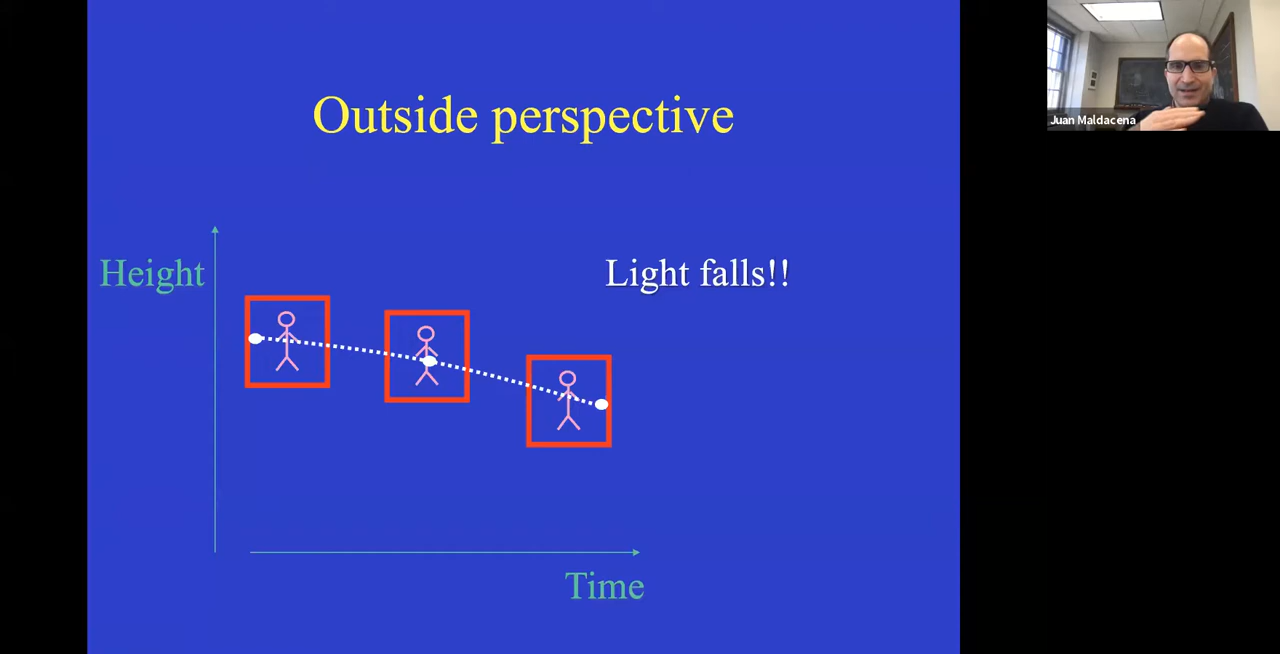 Outside perspective
Juan Maldacena
Height
Light falls!!
Time